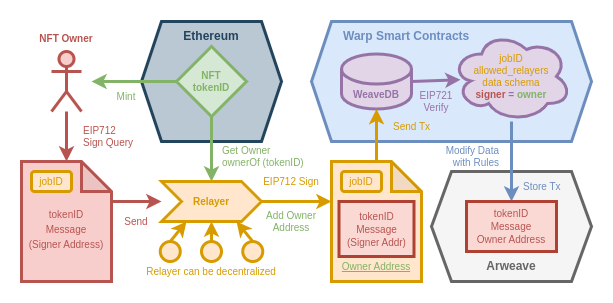 NFT Owner
Ethereum
NFT
tokenID
Mint
EIP712
Sign Query
Get Owner
ownerOf (tokenID)
Warp Smart Contracts
WeaveDB
jobID
allowed_relayers
data schema
signer = owner
EIP721
Verify
Send Tx
Modify Data
with Rules
jobID
tokenID
Message
(Signer Address)
Send
Relayer
Relayer can be decentralized
EIP712 Sign
Add Owner
Address
jobID
tokenID
Message
(Signer Addr)
Owner Address
Store Tx
tokenID
Message
Owner Address
Arweave